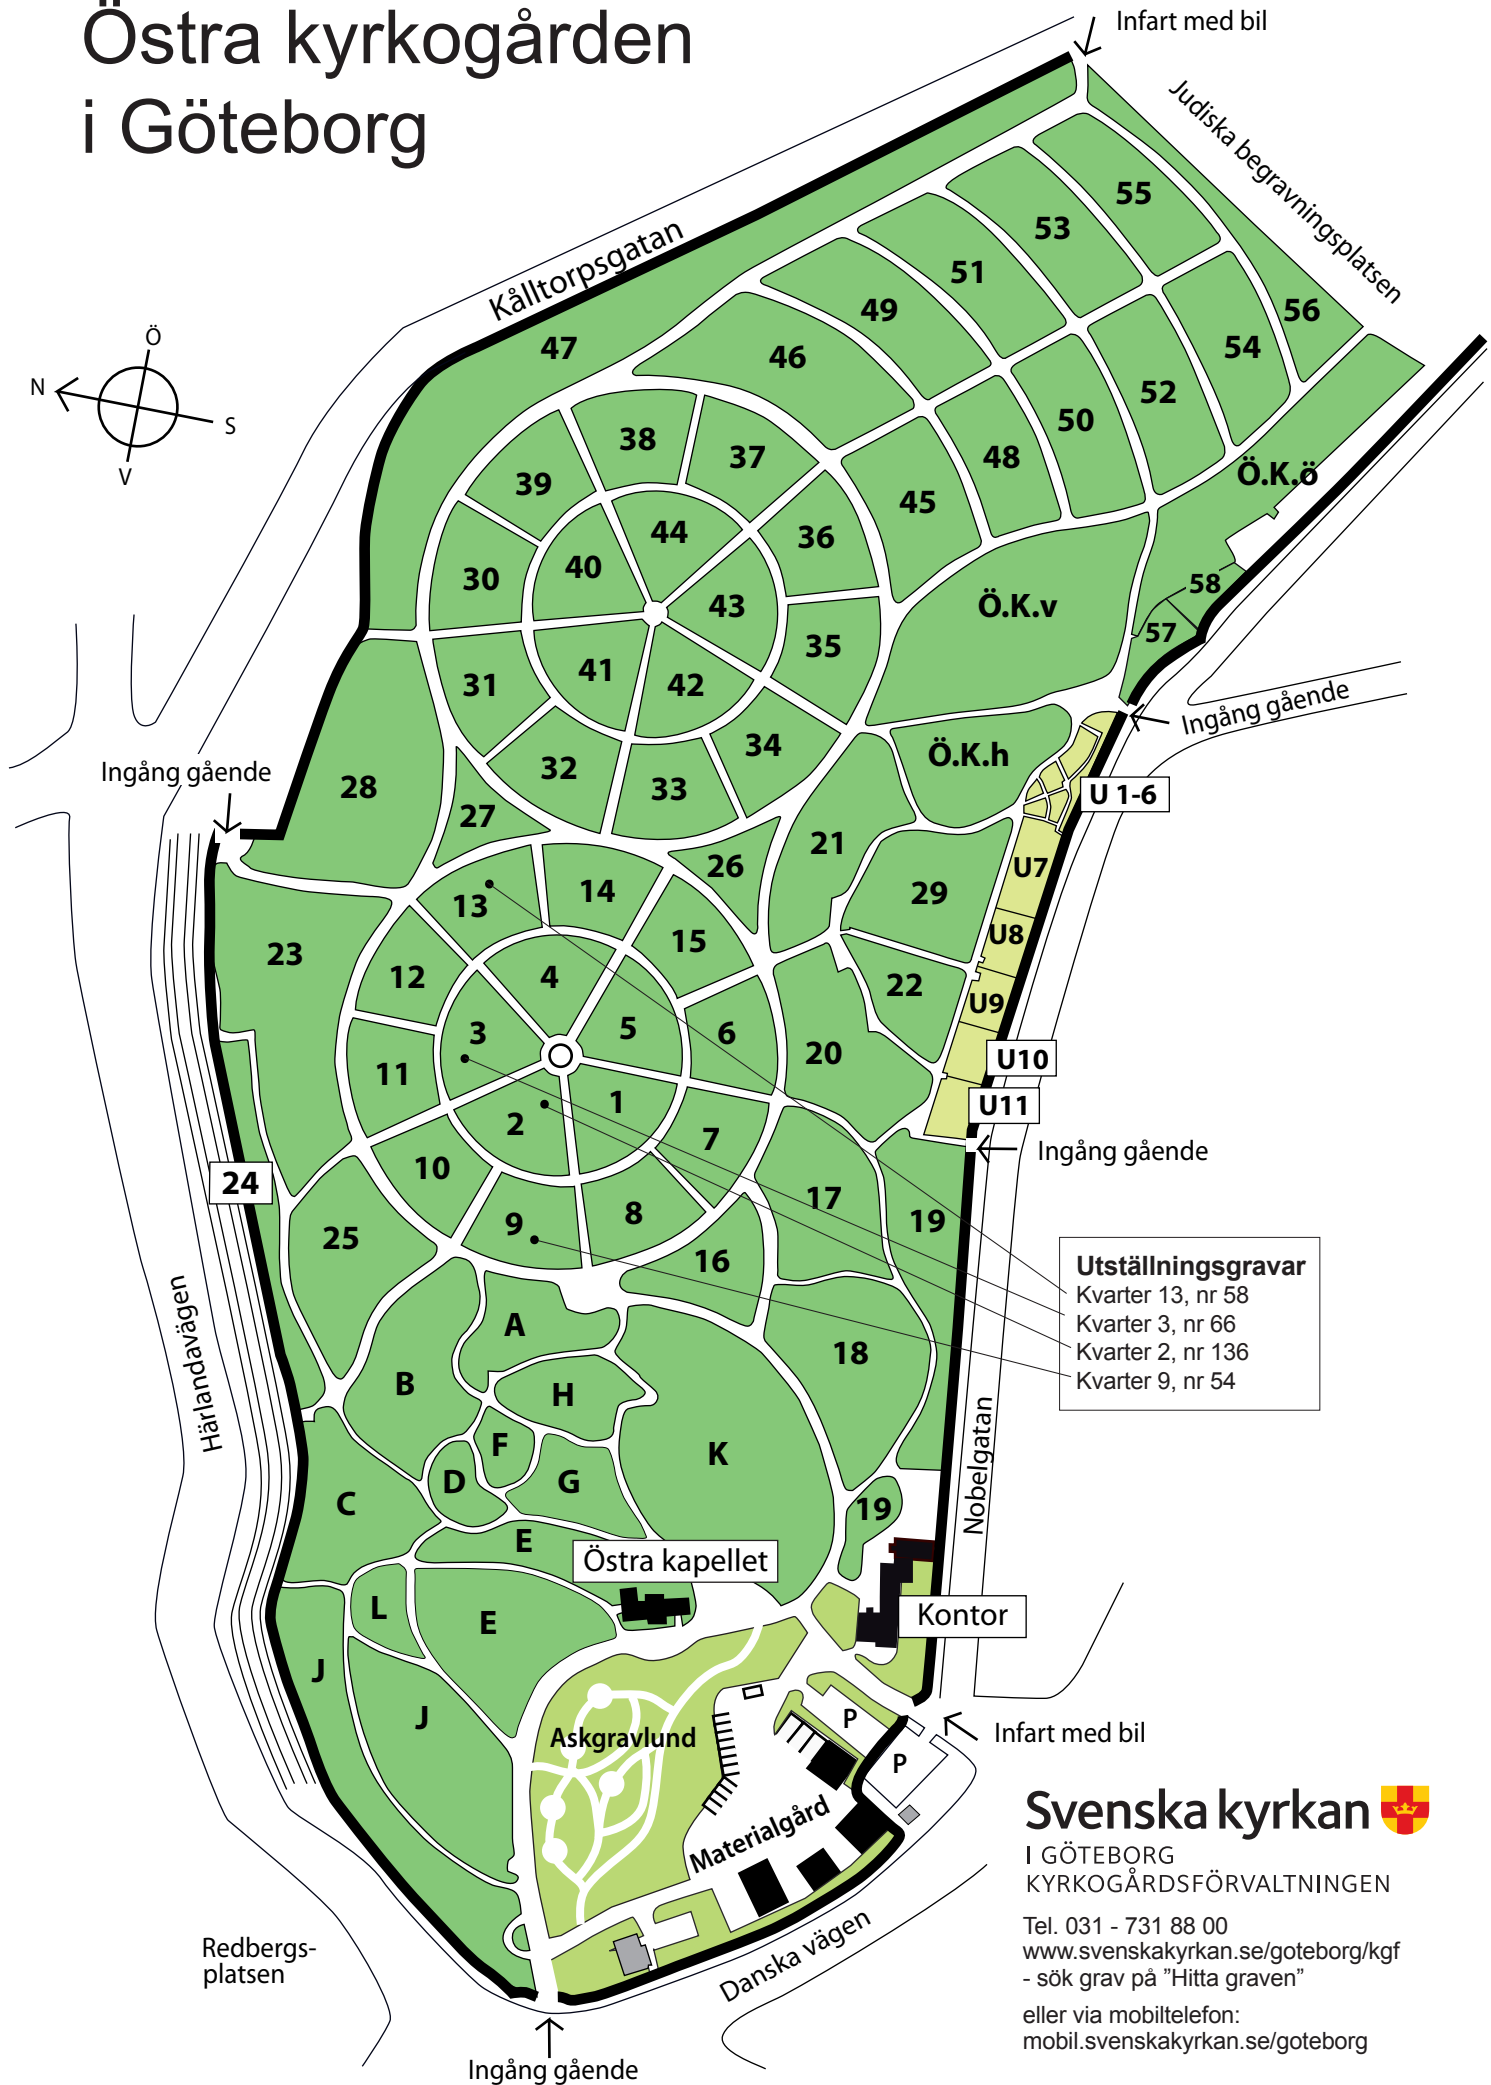 Östra kyrkogården
i Göteborg
Infart med bil
Judiska begravningsplatsen
Kålltorpsgatan
N
Ö
S
V
55
53
51
49
46
47
56
54
52
50
48
45
38
37
39
44
36
40
30
43
35
41
42
31
34
32
33
Ö.K.ö
Ö.K.v
Ö.K.h
58
57
Ingång gående
U 1-6
Ingång gående
28
27
26
21
29
U7
U8
U9
U10
U11
22
20
13
14
15
12
4
3
5
6
11
2
1
7
10
9
8
23
24
25
16
17
19
18
Ingång gående
Utställningsgravar
Kvarter 13, nr 58
Kvarter 3, nr 66
Kvarter 2, nr 136
Kvarter 9, nr 54
Härlandavägen
Nobelgatan
A
B
H
F
D
G
K
C
E
19
Östra kapellet
L
E
Kontor
J
J
Askgravlund
P
P
Infart med bil
Materialgård
Redbergs-
platsen
Danska vägen
Ingång gående
Svenska kyrkan
I GÖTEBORG
KYRKOGÅRDSFÖRVALTNINGEN
Tel. 031 - 731 88 00
www.svenskakyrkan.se/goteborg/kgf
- sök grav på ”Hitta graven”
eller via mobiltelefon:
mobil.svenskakyrkan.se/goteborg